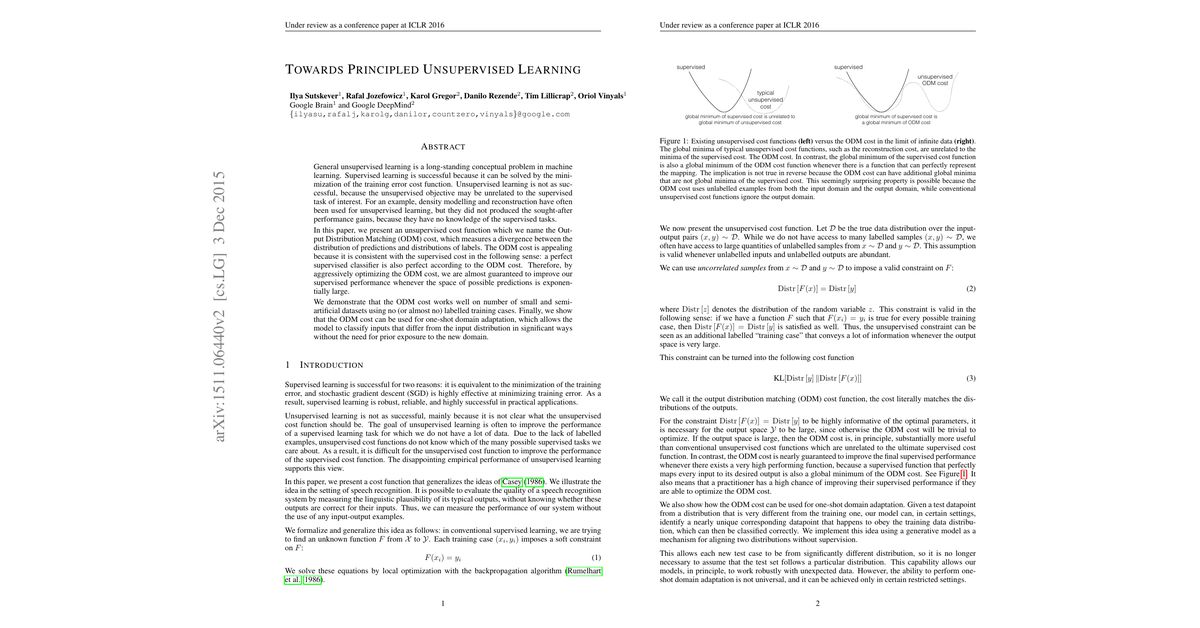 Under review as a conference paper at ICLR 2016
TOWARDS PRINCIPLED UNSUPERVISED LEARNING
Ilya Sutskever1, Rafal Jozefowicz1, Karol Gregor2, Danilo Rezende2, Tim Lillicrap2, Oriol Vinyals1
Google Brain1 and Google DeepMind2
{ilyasu,rafalj,karolg,danilor,countzero,vinyals}@google.com
ABSTRACT
General unsupervised learning is a long-standing conceptual problem in machine
learning. Supervised learning is successful because it can be solved by the mini-
mization of the training error cost function. Unsupervised learning is not as suc-
cessful, because the unsupervised objective may be unrelated to the supervised
task of interest. For an example, density modelling and reconstruction have often
been used for unsupervised learning, but they did not produced the sought-after
performance gains, because they have no knowledge of the supervised tasks.
In this paper, we present an unsupervised cost function which we name the Out-
put Distribution Matching (ODM) cost, which measures a divergence between the
distribution of predictions and distributions of labels. The ODM cost is appealing
because it is consistent with the supervised cost in the following sense: a perfect
supervised classifier is also perfect according to the ODM cost. Therefore, by
aggressively optimizing the ODM cost, we are almost guaranteed to improve our
supervised performance whenever the space of possible predictions is exponen-
tially large.
We demonstrate that the ODM cost works well on number of small and semi-
artificial datasets using no (or almost no) labelled training cases. Finally, we show
that the ODM cost can be used for one-shot domain adaptation, which allows the
model to classify inputs that differ from the input distribution in significant ways
without the need for prior exposure to the new domain.
1 INTRODUCTION
Supervised learning is successful for two reasons: it is equivalent to the minimization of the training
error, and stochastic gradient descent (SGD) is highly effective at minimizing training error. As a
result, supervised learning is robust, reliable, and highly successful in practical applications.
Unsupervised learning is not as successful, mainly because it is not clear what the unsupervised
cost function should be. The goal of unsupervised learning is often to improve the performance
of a supervised learning task for which we do not have a lot of data. Due to the lack of labelled
examples, unsupervised cost functions do not know which of the many possible supervised tasks we
care about. As a result, it is difficult for the unsupervised cost function to improve the performance
of the supervised cost function. The disappointing empirical performance of unsupervised learning
supports this view.
In this paper, we present a cost function that generalizes the ideas of Casey (1986). We illustrate the
idea in the setting of speech recognition. It is possible to evaluate the quality of a speech recognition
system by measuring the linguistic plausibility of its typical outputs, without knowing whether these
outputs are correct for their inputs. Thus, we can measure the performance of our system without
the use of any input-output examples.
We formalize and generalize this idea as follows: in conventional supervised learning, we are trying
to find an unknown function F from X to Y. Each training case (xi, yi) imposes a soft constraint
on F:
F(xi) = yi (1)
We solve these equations by local optimization with the backpropagation algorithm (Rumelhart
et al., 1986).
1
arXiv:1511.06440v2 [cs.LG] 3 Dec 2015
Under review as a conference paper at ICLR 2016
supervised
typical
unsupervised
cost
global minimum of supervised cost is unrelated to
global minimum of unsupervised cost
supervised
unsupervised
ODM cost
global minimum of supervised cost is
a global minimum of ODM cost
Figure 1: Existing unsupervised cost functions (left) versus the ODM cost in the limit of infinite data (right).
The global minima of typical unsupervised cost functions, such as the reconstruction cost, are unrelated to the
minima of the supervised cost. The ODM cost. In contrast, the global minimum of the supervised cost function
is also a global minimum of the ODM cost function whenever there is a function that can perfectly represent
the mapping. The implication is not true in reverse because the ODM cost can have additional global minima
that are not global minima of the supervised cost. This seemingly surprising property is possible because the
ODM cost uses unlabelled examples from both the input domain and the output domain, while conventional
unsupervised cost functions ignore the output domain.
We now present the unsupervised cost function. Let D be the true data distribution over the input-
output pairs (x, y) ∼ D. While we do not have access to many labelled samples (x, y) ∼ D, we
often have access to large quantities of unlabelled samples from x ∼ D and y ∼ D. This assumption
is valid whenever unlabelled inputs and unlabelled outputs are abundant.
We can use uncorrelated samples from x ∼ D and y ∼ D to impose a valid constraint on F:
Distr [F(x)] = Distr [y] (2)
where Distr [z] denotes the distribution of the random variable z. This constraint is valid in the
following sense: if we have a function F such that F(xi) = yi is true for every possible training
case, then Distr [F(x)] = Distr [y] is satisfied as well. Thus, the unsupervised constraint can be
seen as an additional labelled “training case” that conveys a lot of information whenever the output
space is very large.
This constraint can be turned into the following cost function
KL[Distr [y] ‖Distr [F(x)]] (3)
We call it the output distribution matching (ODM) cost function, the cost literally matches the dis-
tributions of the outputs.
For the constraint Distr [F(x)] = Distr [y] to be highly informative of the optimal parameters, it
is necessary for the output space Y to be large, since otherwise the ODM cost will be trivial to
optimize. If the output space is large, then the ODM cost is, in principle, substantially more useful
than conventional unsupervised cost functions which are unrelated to the ultimate supervised cost
function. In contrast, the ODM cost is nearly guaranteed to improve the final supervised performance
whenever there exists a very high performing function, because a supervised function that perfectly
maps every input to its desired output is also a global minimum of the ODM cost. See Figure 1. It
also means that a practitioner has a high chance of improving their supervised performance if they
are able to optimize the ODM cost.
We also show how the ODM cost can be used for one-shot domain adaptation. Given a test datapoint
from a distribution that is very different from the training one, our model can, in certain settings,
identify a nearly unique corresponding datapoint that happens to obey the training data distribu-
tion, which can then be classified correctly. We implement this idea using a generative model as a
mechanism for aligning two distributions without supervision.
This allows each new test case to be from significantly different distribution, so it is no longer
necessary to assume that the test set follows a particular distribution. This capability allows our
models, in principle, to work robustly with unexpected data. However, the ability to perform one-
shot domain adaptation is not universal, and it can be achieved only in certain restricted settings.
2